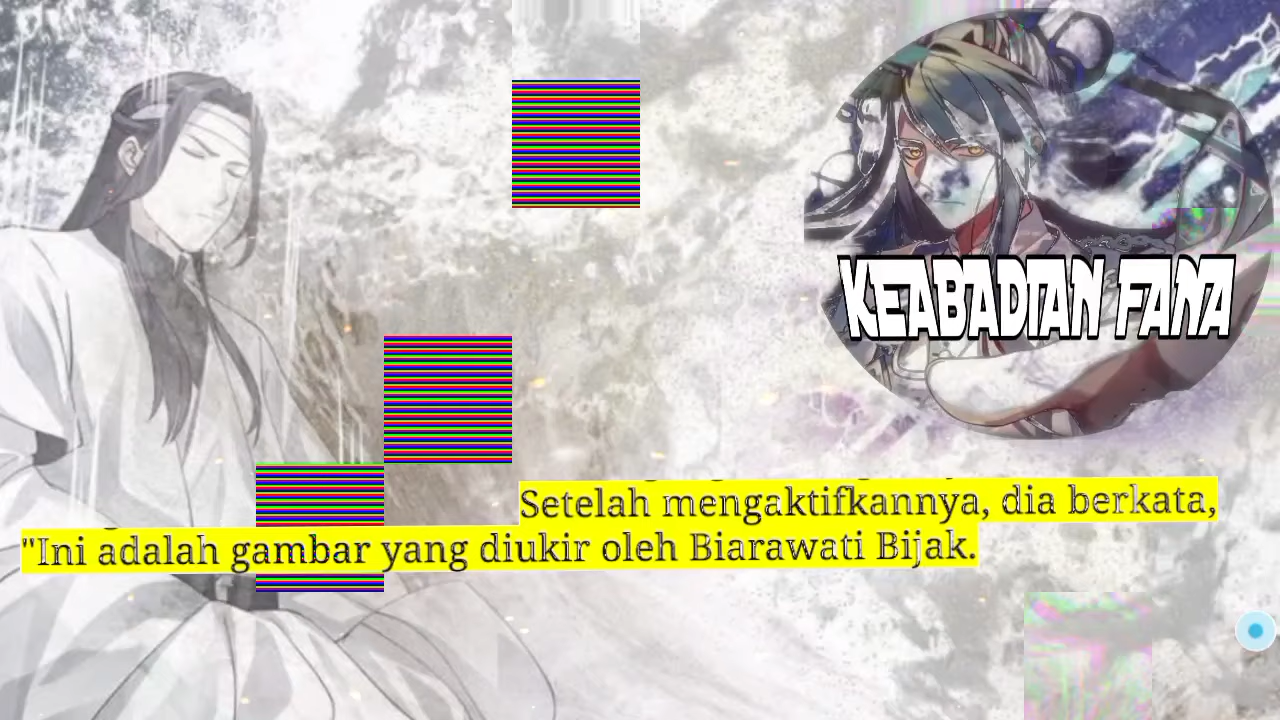 KEABADIAN FANA
Setelah mengaktifkannya, dia berkata,
"Ini adalah gambar yang diukir oleh Biarawati Bijak.